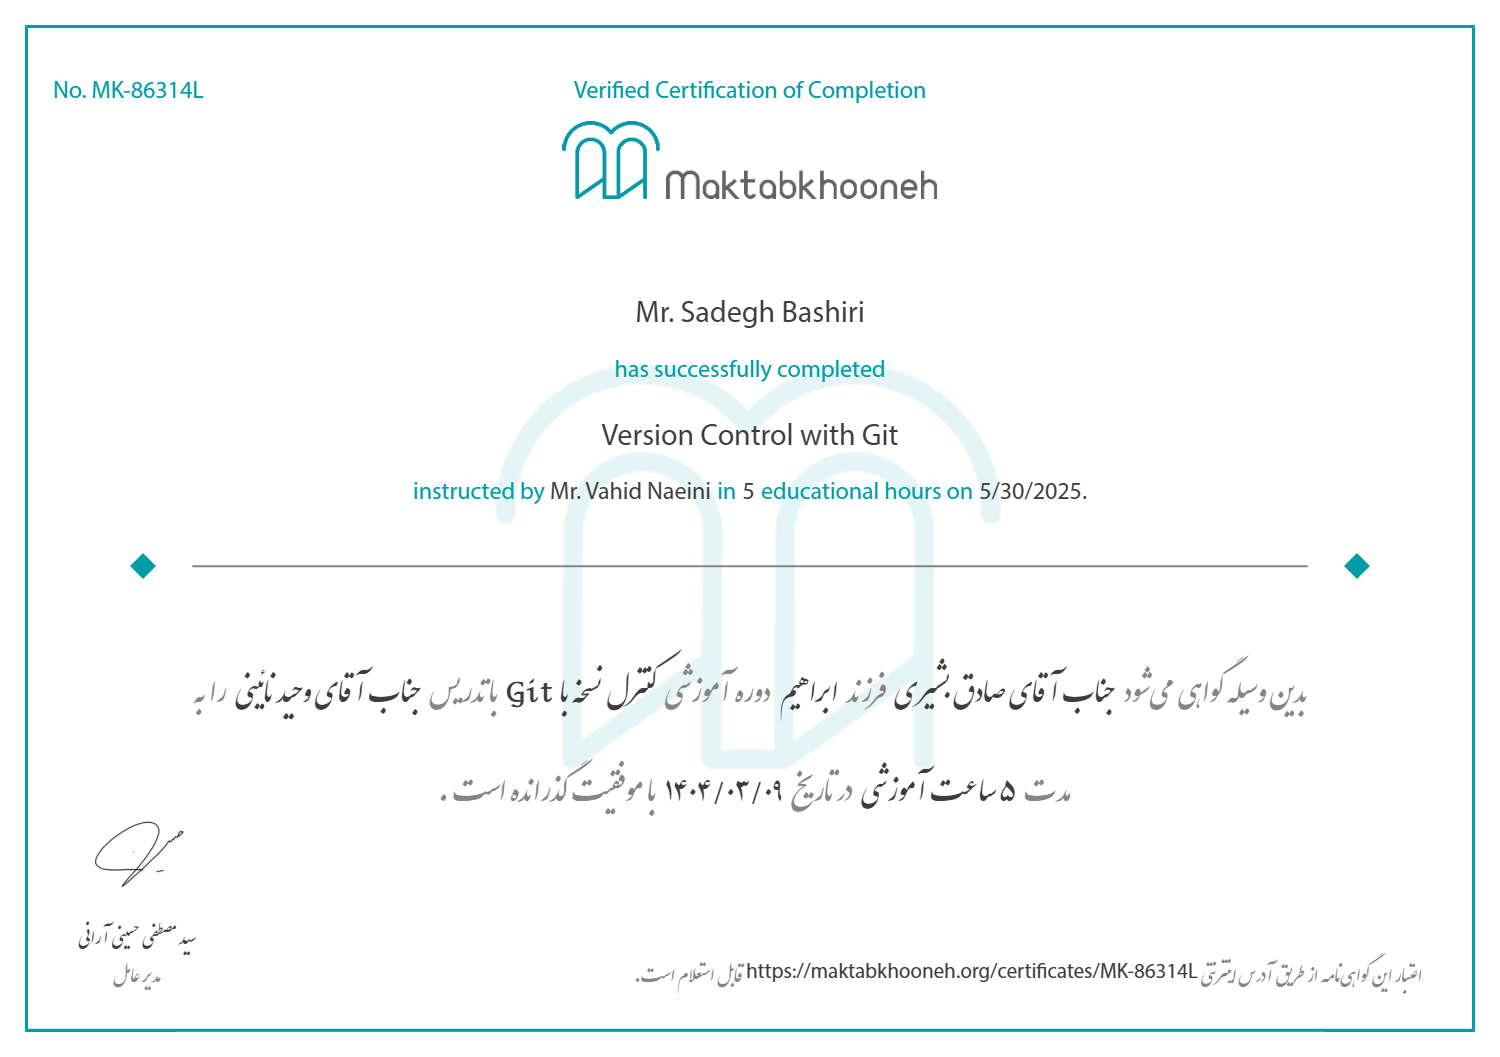 No. MK-86314L
Verified Certification of Completion
Maktabkhooneh
Mr. Sadegh Bashiri
has successfully completed
Version Control with Git
instructed by Mr. Vahid Naeini in 5 educational hours on 5/30/2025.
بدین وسیله گواهی می‌شود جناب آقای صادق بشیری فرزند ابراهیم دوره آموزشی کنترل نسخه با Git با تدریس جناب آقای وحید نائینی را به
مدت ۵ ساعت آموزشی در تاریخ ۱۴۰۴/۰۳/۰۹ با موفقیت گذرانده است .
سید مصطفی حسینی آرانی
مدیر عامل
اعتبار این گواهی‌نامه از طریق آدرس اینترنتی https://maktabkhooneh.org/certificates/MK-86314L قابل استعلام است.